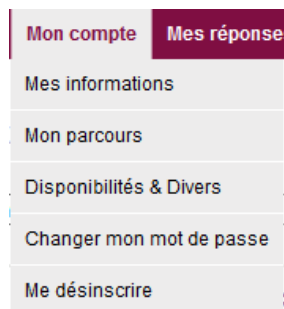 Mon compte Mes réponse
Mes informations
Mon parcours
Disponibilités & Divers
Changer mon mot de passe
Me désinscrire